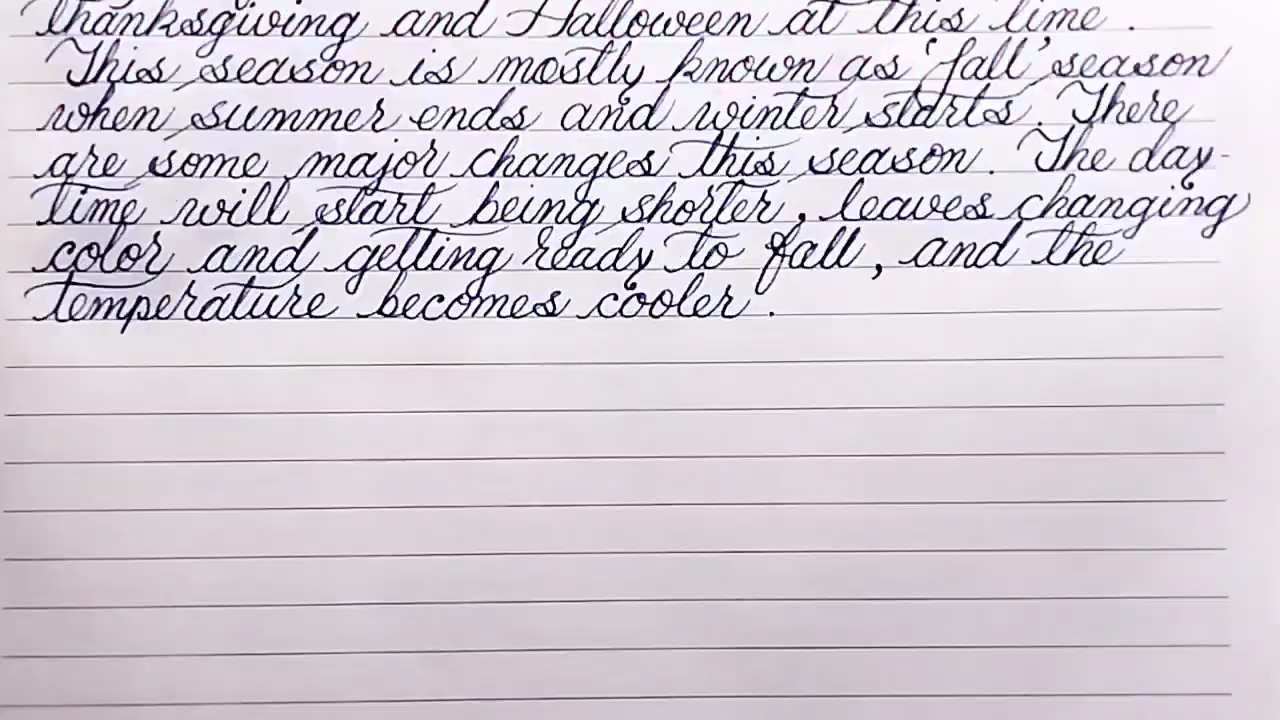 thanksgiving and Halloween at this time.
This season is mostly known as 'fall' season
when summer ends and winter starts. There
are some major changes this season. The day-
time will start being shorter, leaves changing
color and getting ready to fall, and the
temperature becomes cooler.